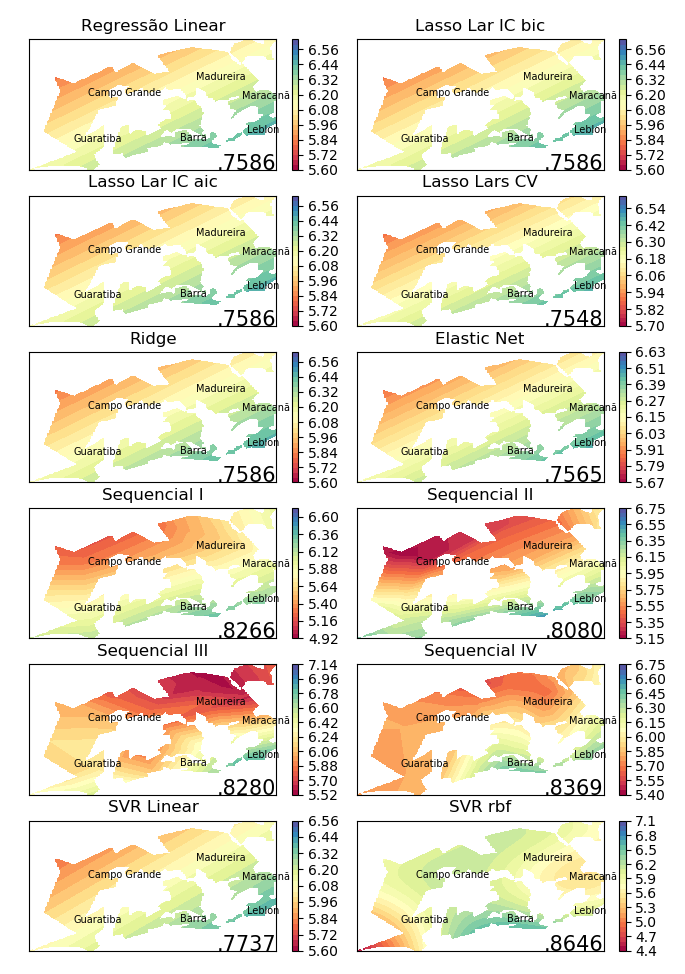 Regressão Linear
Madureira
Campo Grande
Maracanã
Leblon
Guaratiba
Barra
.7586
6.56
6.44
6.32
6.20
6.08
5.96
5.84
5.72
5.60
Lasso Lar IC bic
Madureira
Campo Grande
Maracanã
Leblon
Guaratiba
Barra
.7586
6.56
6.44
6.32
6.20
6.08
5.96
5.84
5.72
5.60
Lasso Lar IC aic
Madureira
Campo Grande
Maracanã
Leblon
Guaratiba
Barra
.7586
6.56
6.44
6.32
6.20
6.08
5.96
5.84
5.72
5.60
Lasso Lars CV
Madureira
Campo Grande
Maracanã
Leblon
Guaratiba
Barra
.7548
6.54
6.42
6.30
6.18
6.06
5.94
5.82
5.70
Ridge
Madureira
Campo Grande
Maracanã
Leblon
Guaratiba
Barra
.7586
6.56
6.44
6.32
6.20
6.08
5.96
5.84
5.72
5.60
Elastic Net
Madureira
Campo Grande
Maracanã
Leblon
Guaratiba
Barra
.7565
6.63
6.51
6.39
6.27
6.15
6.03
5.91
5.79
5.67
Sequencial I
Madureira
Campo Grande
Maracanã
Leblon
Guaratiba
Barra
.8266
6.60
6.36
6.12
5.88
5.64
5.40
5.16
4.92
Sequencial II
Madureira
Campo Grande
Maracanã
Leblon
Guaratiba
Barra
.8080
6.75
6.55
6.35
6.15
5.95
5.75
5.55
5.35
5.15
Sequencial III
Madureira
Campo Grande
Maracanã
Leblon
Guaratiba
Barra
.8280
7.14
6.96
6.78
6.60
6.42
6.24
6.06
5.88
5.70
5.52
Sequencial IV
Madureira
Campo Grande
Maracanã
Leblon
Guaratiba
Barra
.8369
6.75
6.60
6.45
6.30
6.15
6.00
5.85
5.70
5.55
5.40
SVR Linear
Madureira
Campo Grande
Maracanã
Leblon
Guaratiba
Barra
.7737
6.56
6.44
6.32
6.20
6.08
5.96
5.84
5.72
5.60
SVR rbf
Madureira
Campo Grande
Maracanã
Leblon
Guaratiba
Barra
.8646
7.1
6.8
6.5
6.2
5.9
5.6
5.3
5.0
4.7
4.4